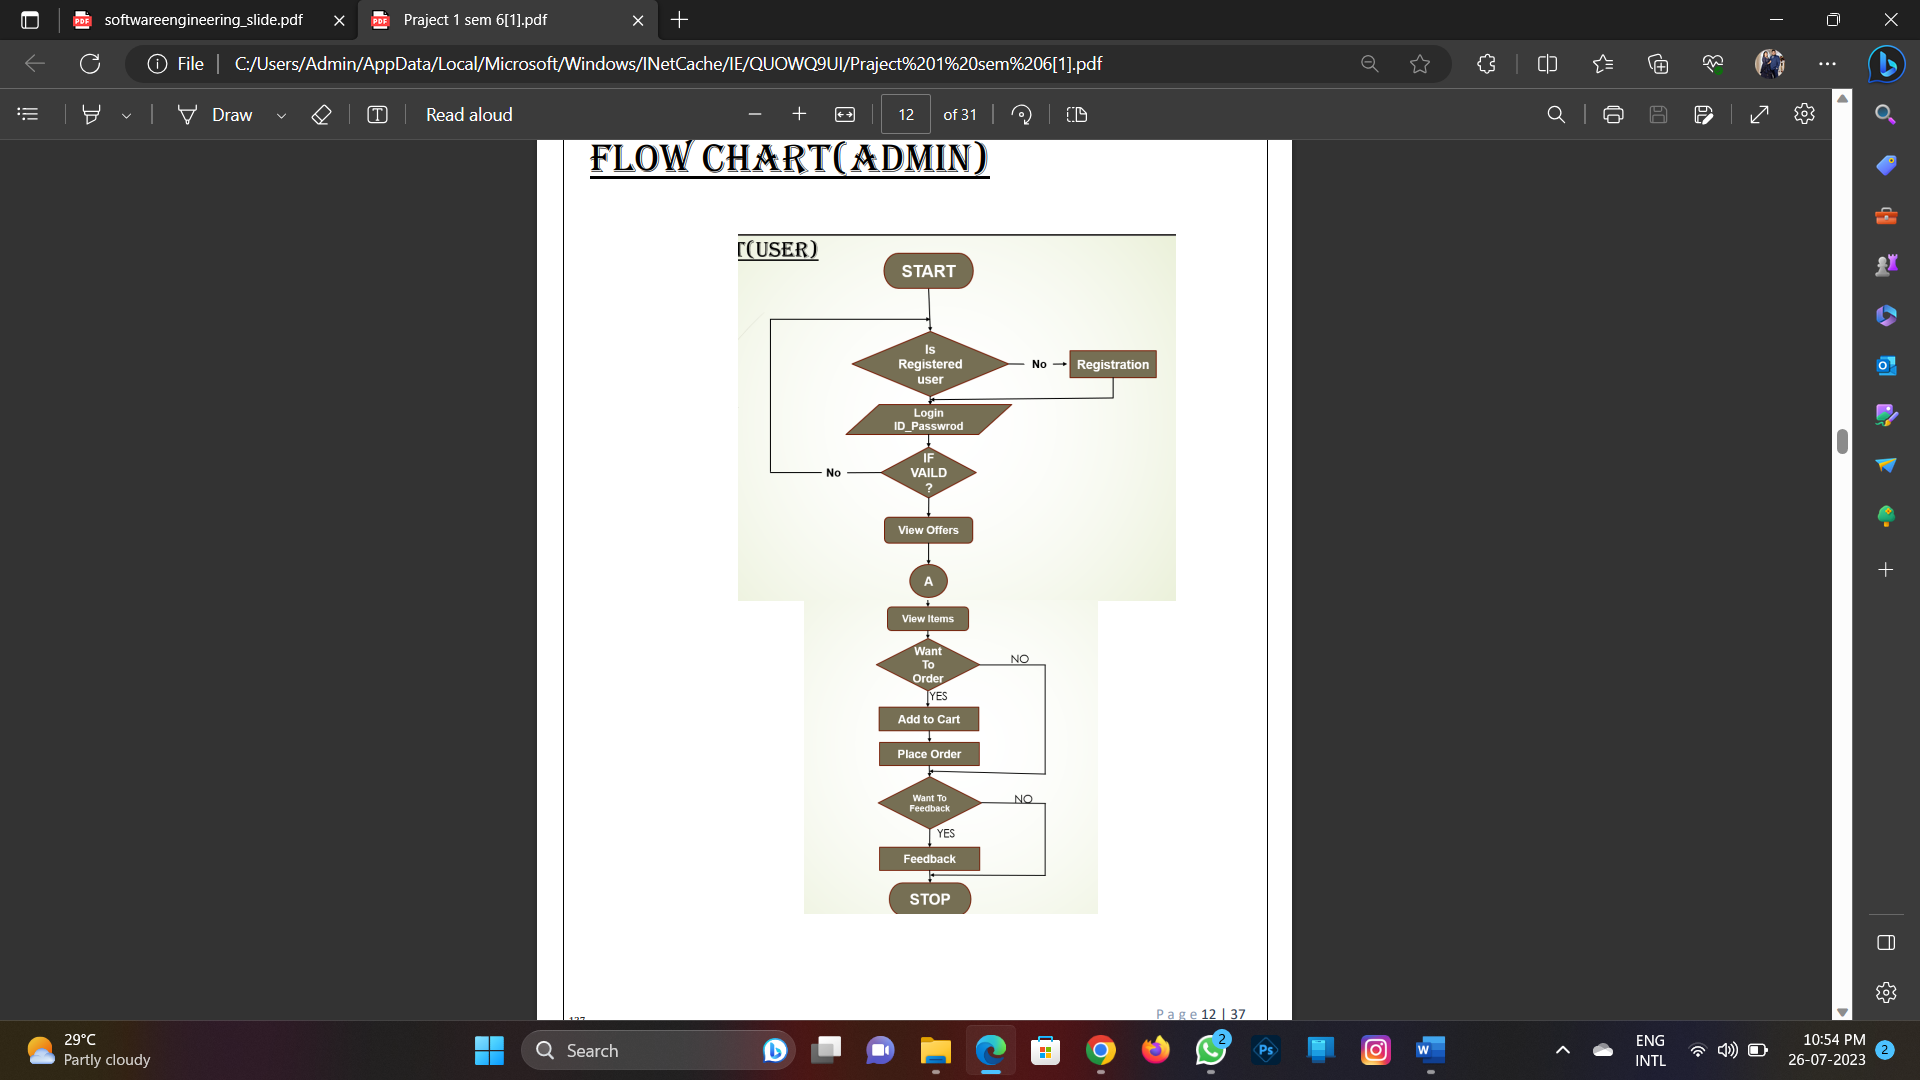 softwareengineering_slide.pdf
Praject 1 sem 6[1].pdf
File
C:/Users/Admin/AppData/Local/Microsoft/Windows/INetCache/IE/QUOWQ9UI/Praject%201%20sem%206[1].pdf
Draw
Read aloud
12
of 31
FLOW CHART(ADMIN)
T(USER)
START
Is
Registered
user
No
Registration
Login
ID_Passwrod
IF
VAILD
?
No
View Offers
A
View Items
Want
To
Order
NO
YES
Add to Cart
Place Order
Want To
Feedback
NO
YES
Feedback
STOP
Page 12 | 37
29°C
Partly cloudy
Search
2
Ps
W
ENG
INTL
10:54 PM
26-07-2023
2